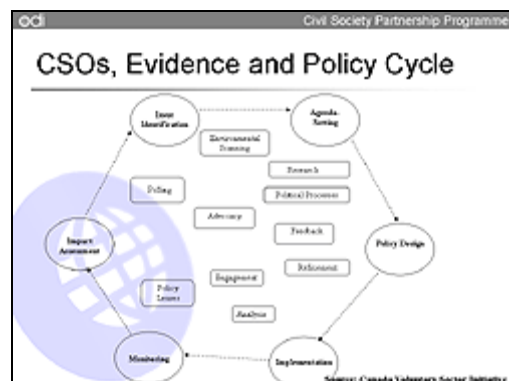 odi
Civil Society Partnership Programme
CSOs, Evidence and Policy Cycle
Issue
Identification
Agenda-
Setting
Environmental
Scanning
Research
Polling
Political Processes
Advocacy
Feedback
Impact
Assessment
Policy Design
Refinement
Engagement
Policy
Lenses
Analysis
Monitoring
Implementation
Source: Canada Voluntary Sector Initiative